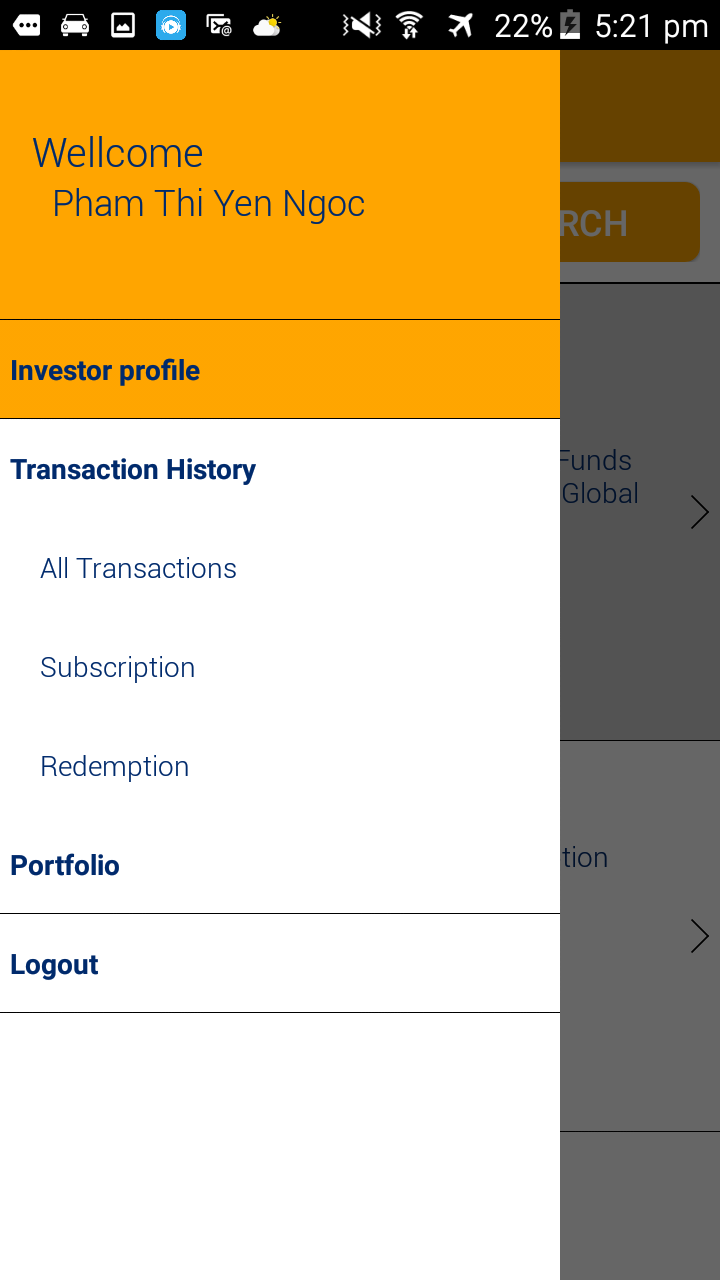 22% 5:21 pm
Wellcome
Pham Thi Yen Ngoc
RCH
Investor profile
Transaction History
Funds
Global
All Transactions
Subscription
Redemption
tion
Portfolio
Logout